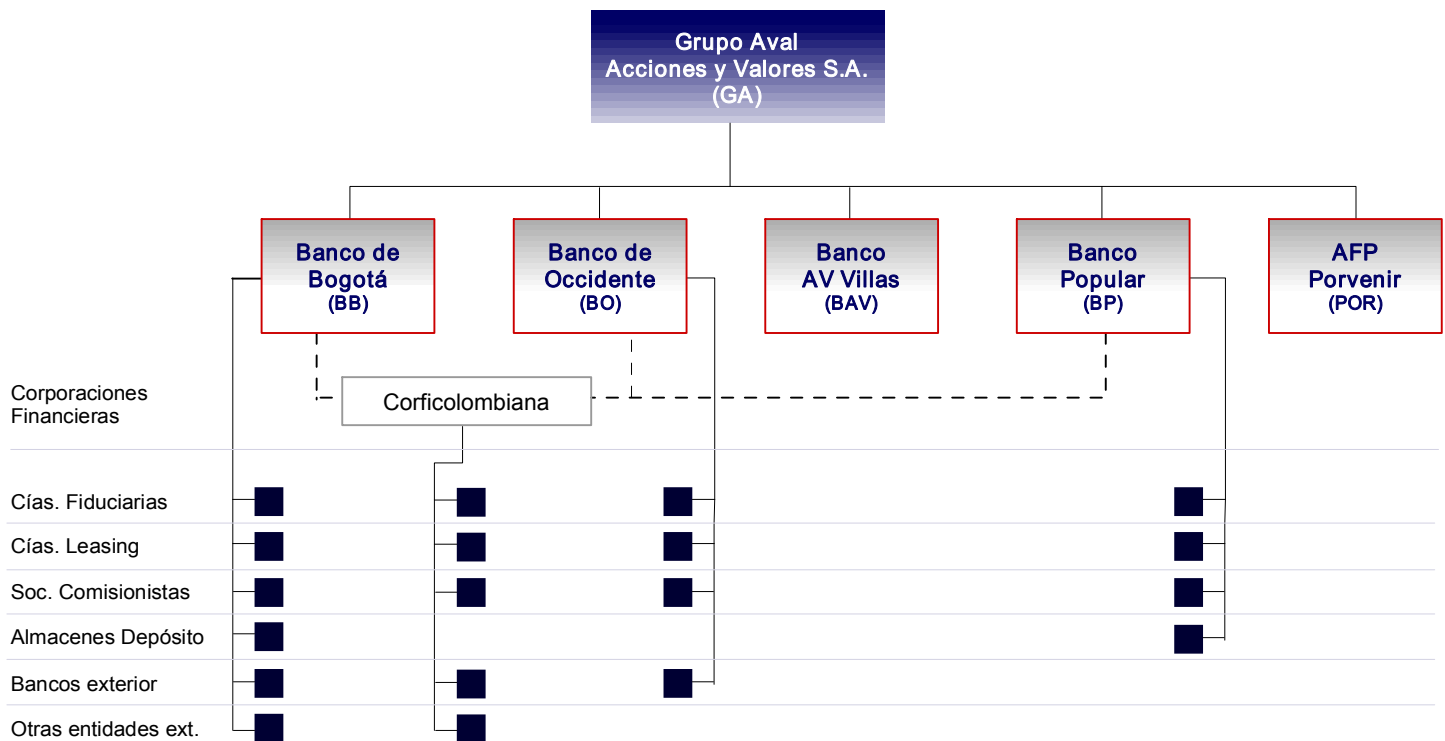 Grupo Aval
Acciones y Valores S.A.
(GA)
Banco de
Bogotá
(BB)
Banco de
Occidente
(BO)
Banco
AV Villas
(BAV)
Banco
Popular
(BP)
AFP
Porvenir
(POR)
Corporaciones
Financieras
Corficolombiana
Cías. Fiduciarias
Cías. Leasing
Soc. Comisionistas
Almacenes Depósito
Bancos exterior
Otras entidades ext.